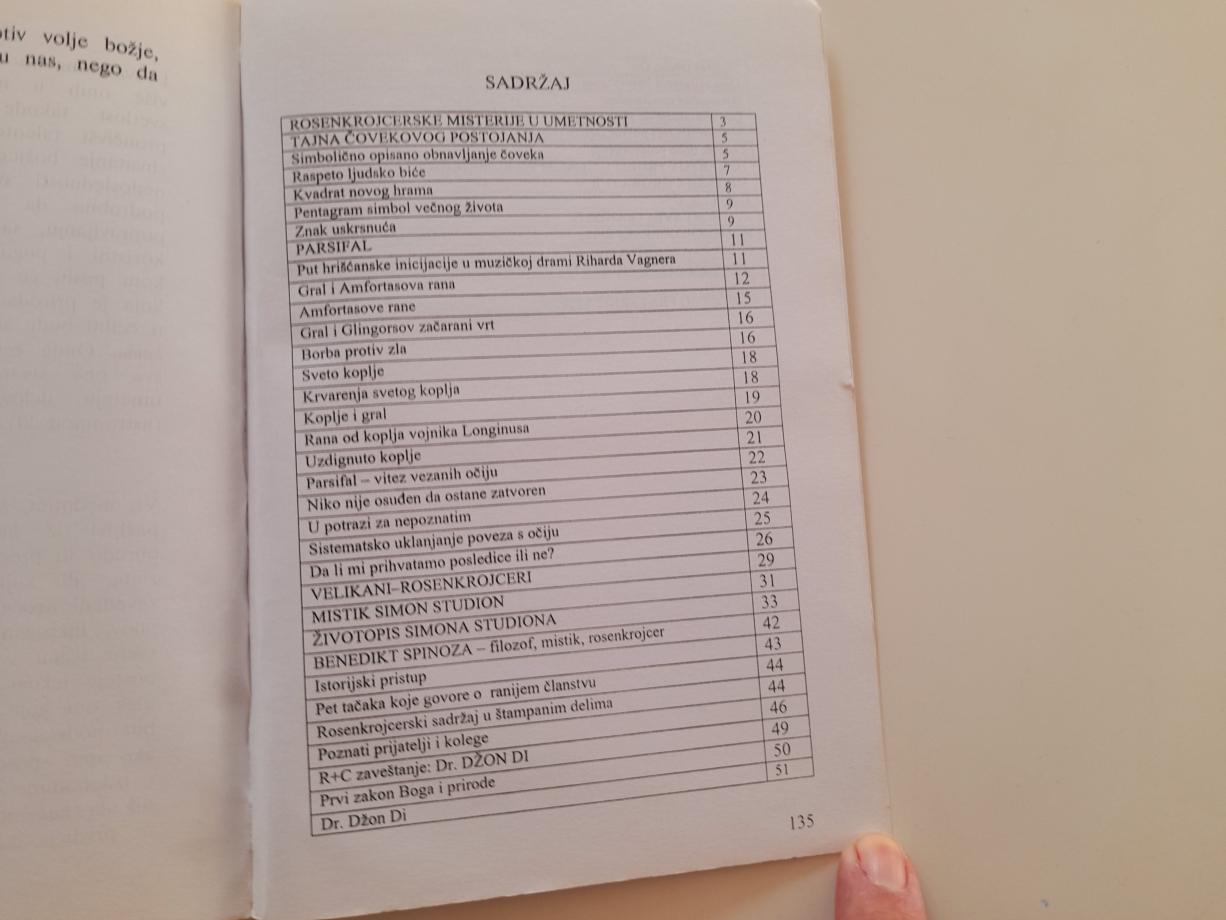 volje božje,
u nas, nego da
SADRŽAJ
ROSENKROJCERSKE MISTERIJE U UMETNOSTI 3
TAJNA ČOVEKOVOG POSTOJANJA 5
Simbolično opisano obnavljanje čoveka 5
Raspeto ljudsko biće 7
Kvadrat novog hrama 8
Pentagram simbol večnog života 9
Znak uskrsnuća 9
PARSIFAL 11
Put hrišćanske inicijacije u muzičkoj drami Riharda Vagnera 11
Gral i Amfortasova rana 12
Amfortasove rane 15
Gral i Glingorsov začarani vrt 16
Borba protiv zla 16
Sveto koplje 18
Krvarenja svetog koplja 18
Koplje i gral 19
Rana od koplja vojnika Longinusa 20
Uzdignuto koplje 21
Parsifal – vitez vezanih očiju 22
Niko nije osuđen da ostane zatvoren 23
U potrazi za nepoznatim 24
Sistematsko uklanjanje poveza s očiju 25
Da li mi prihvatamo posledice ili ne? 26
VELIKANI–ROSENKROJCERI 29
MISTIK SIMON STUDION 31
ŽIVOTOPIS SIMONA STUDIONA 33
BENEDIKT SPINOZA – filozof, mistik, rosenkrojcer 42
Istorijski pristup 43
Pet tačaka koje govore o ranijem članstvu 44
Rosenkrojcerski sadržaj u štampanim delima 44
Poznati prijatelji i kolege 46
R+C zaveštanje: Dr. DŽON DI 49
Prvi zakon Boga i prirode 50
Dr. Džon Di 51
135